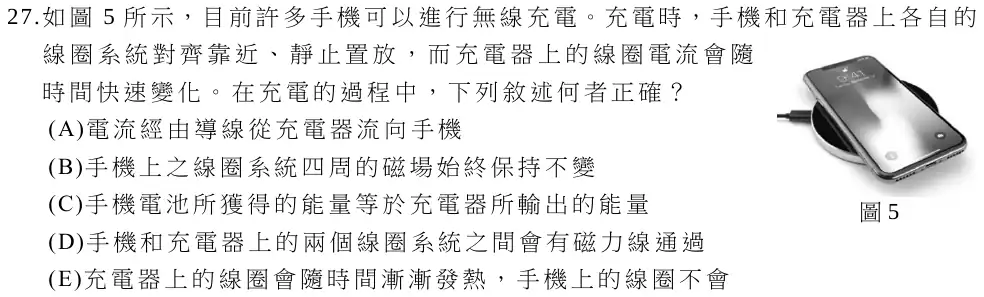 27.如圖 5 所示，目前許多手機可以進行無線充電。充電時，手機和充電器上各自的
線圈系統對齊靠近、靜止置放，而充電器上的線圈電流會隨
時間快速變化。在充電的過程中，下列敘述何者正確？
(A)電流經由導線從充電器流向手機
(B)手機上之線圈系統四周的磁場始終保持不變
(C)手機電池所獲得的能量等於充電器所輸出的能量
(D)手機和充電器上的兩個線圈系統之間會有磁力線通過
(E)充電器上的線圈會隨時間漸漸發熱，手機上的線圈不會
圖 5